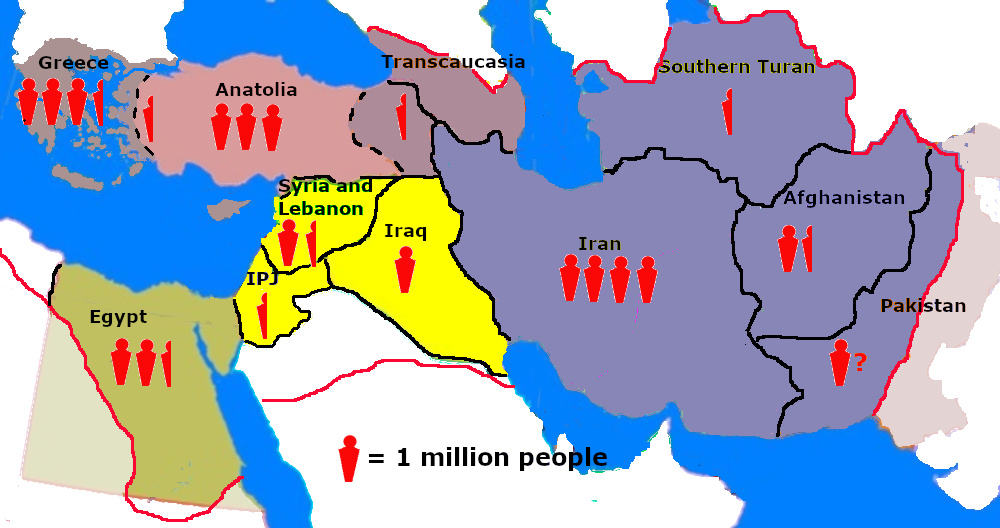 Greece
Transcaucasia
Southern Turan
Anatolia
Syria and
Lebanon
Afghanistan
Iraq
Iran
IPJ
Pakistan
Egypt
?
= 1 million people